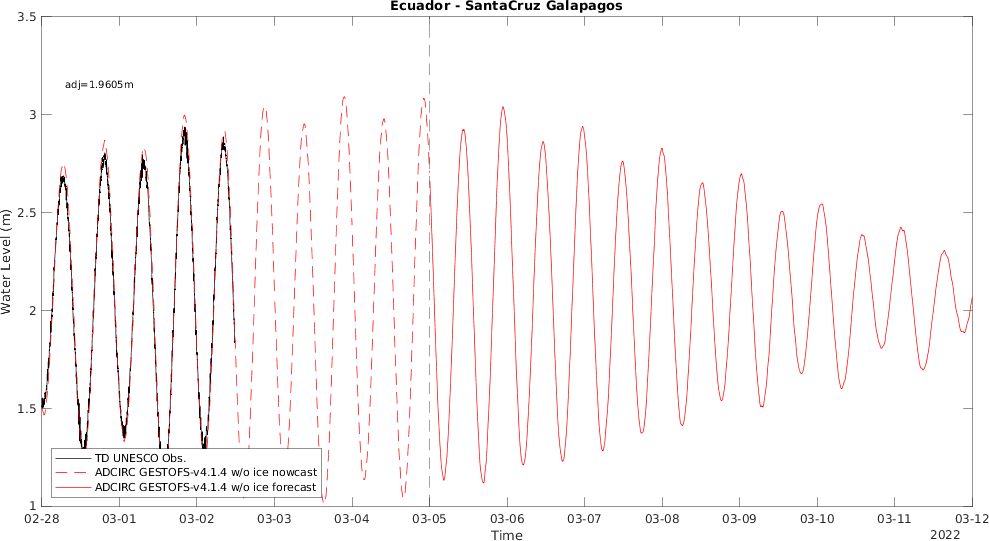 Ecuador - SantaCruz Galapagos
3.5
adj=1.9605m
3
2.5
Water Level (m)
2
1.5
TD UNESCO Obs.
ADCIRC GESTOFS-v4.1.4 w/o ice nowcast
ADCIRC GESTOFS-v4.1.4 w/o ice forecast
1
02-28 03-01 03-02 03-03 03-04 03-05 03-06 03-07 03-08 03-09 03-10 03-11 03-12
Time
2022